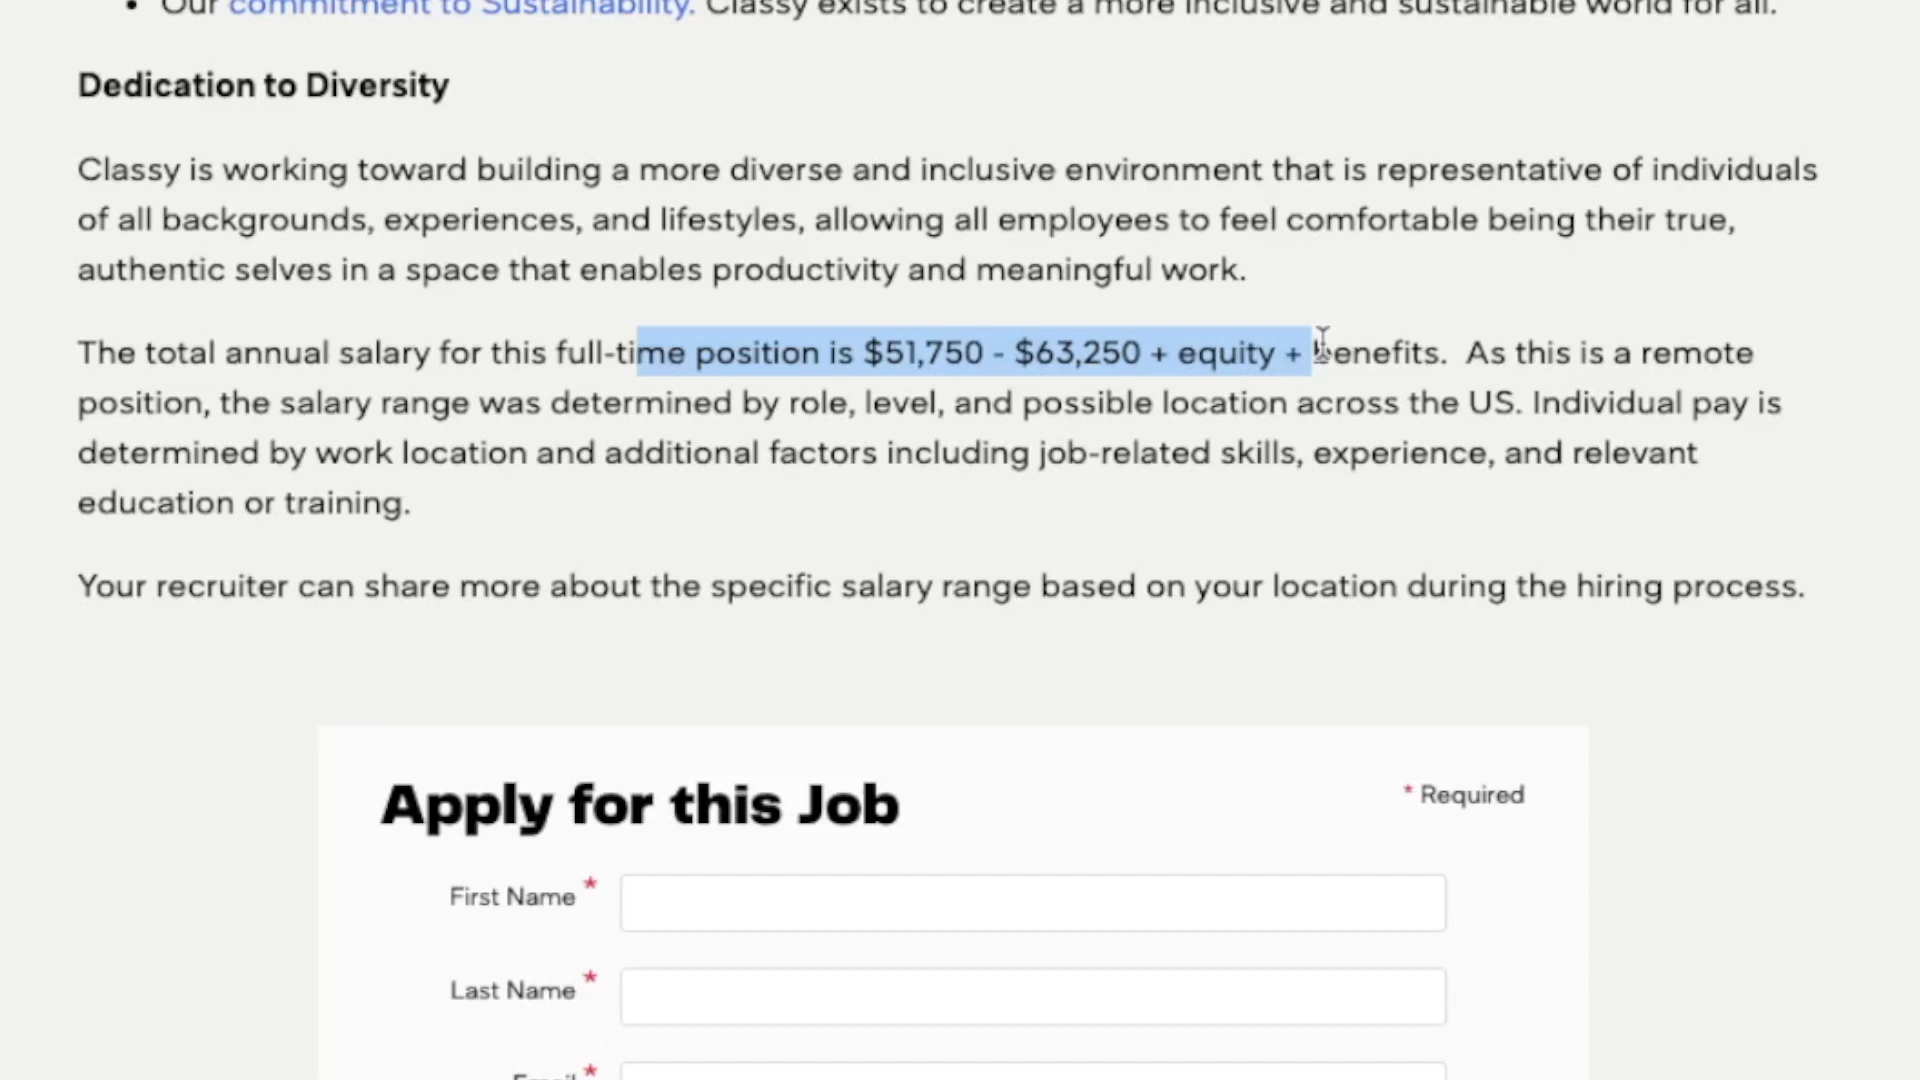 • Our commitment to Sustainability. Classy exists to create a more inclusive and sustainable world for all.
Dedication to Diversity
Classy is working toward building a more diverse and inclusive environment that is representative of individuals
of all backgrounds, experiences, and lifestyles, allowing all employees to feel comfortable being their true,
authentic selves in a space that enables productivity and meaningful work.
The total annual salary for this full-time position is $51,750 - $63,250 + equity + benefits. As this is a remote
position, the salary range was determined by role, level, and possible location across the US. Individual pay is
determined by work location and additional factors including job-related skills, experience, and relevant
education or training.
Your recruiter can share more about the specific salary range based on your location during the hiring process.
Apply for this Job
* Required
First Name *
Last Name *
Email *